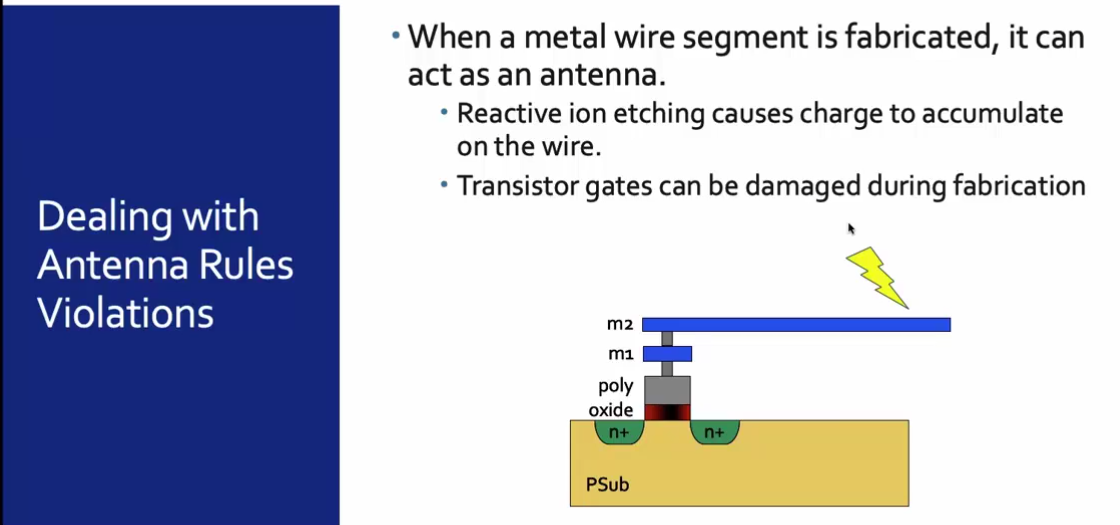 Dealing with
Antenna Rules
Violations
• When a metal wire segment is fabricated, it can
act as an antenna.
• Reactive ion etching causes charge to accumulate
on the wire.
• Transistor gates can be damaged during fabrication
m2
m1
poly
oxide
n+ n+
PSub